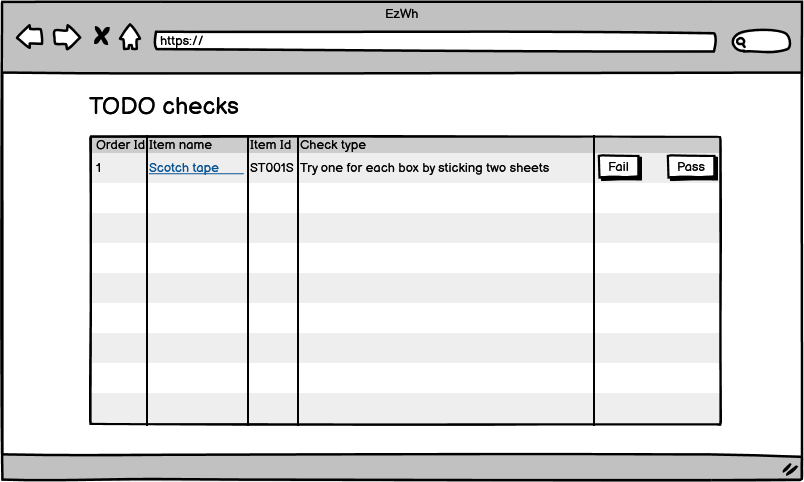 EzWh
https://
TODO checks
Order Id Item name Item Id Check type
1 Scotch tape ST001S Try one for each box by sticking two sheets Fail Pass